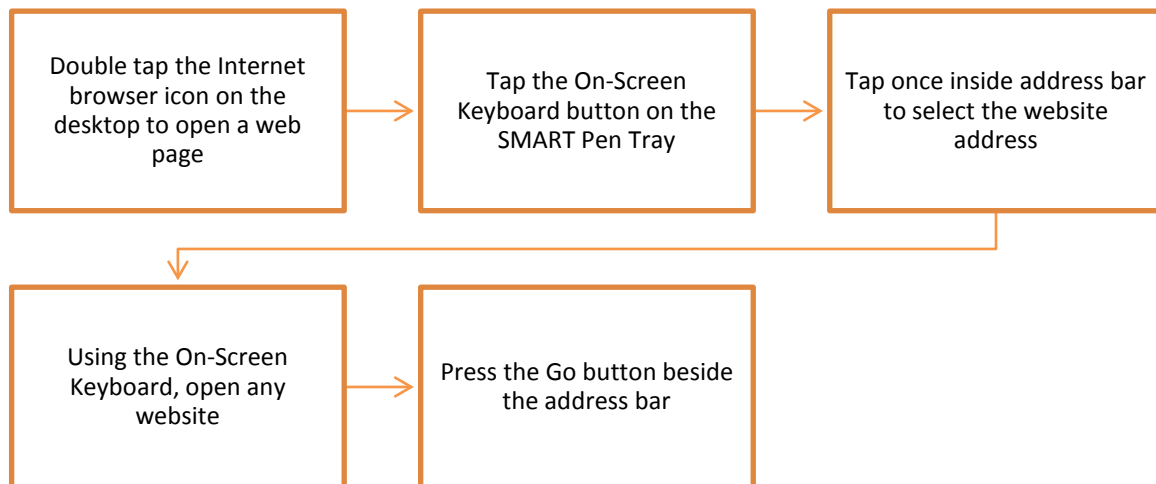 Double tap the Internet
browser icon on the
desktop to open a web
page
Tap the On-Screen
Keyboard button on the
SMART Pen Tray
Tap once inside address bar
to select the website
address
Using the On-Screen
Keyboard, open any
website
Press the Go button beside
the address bar